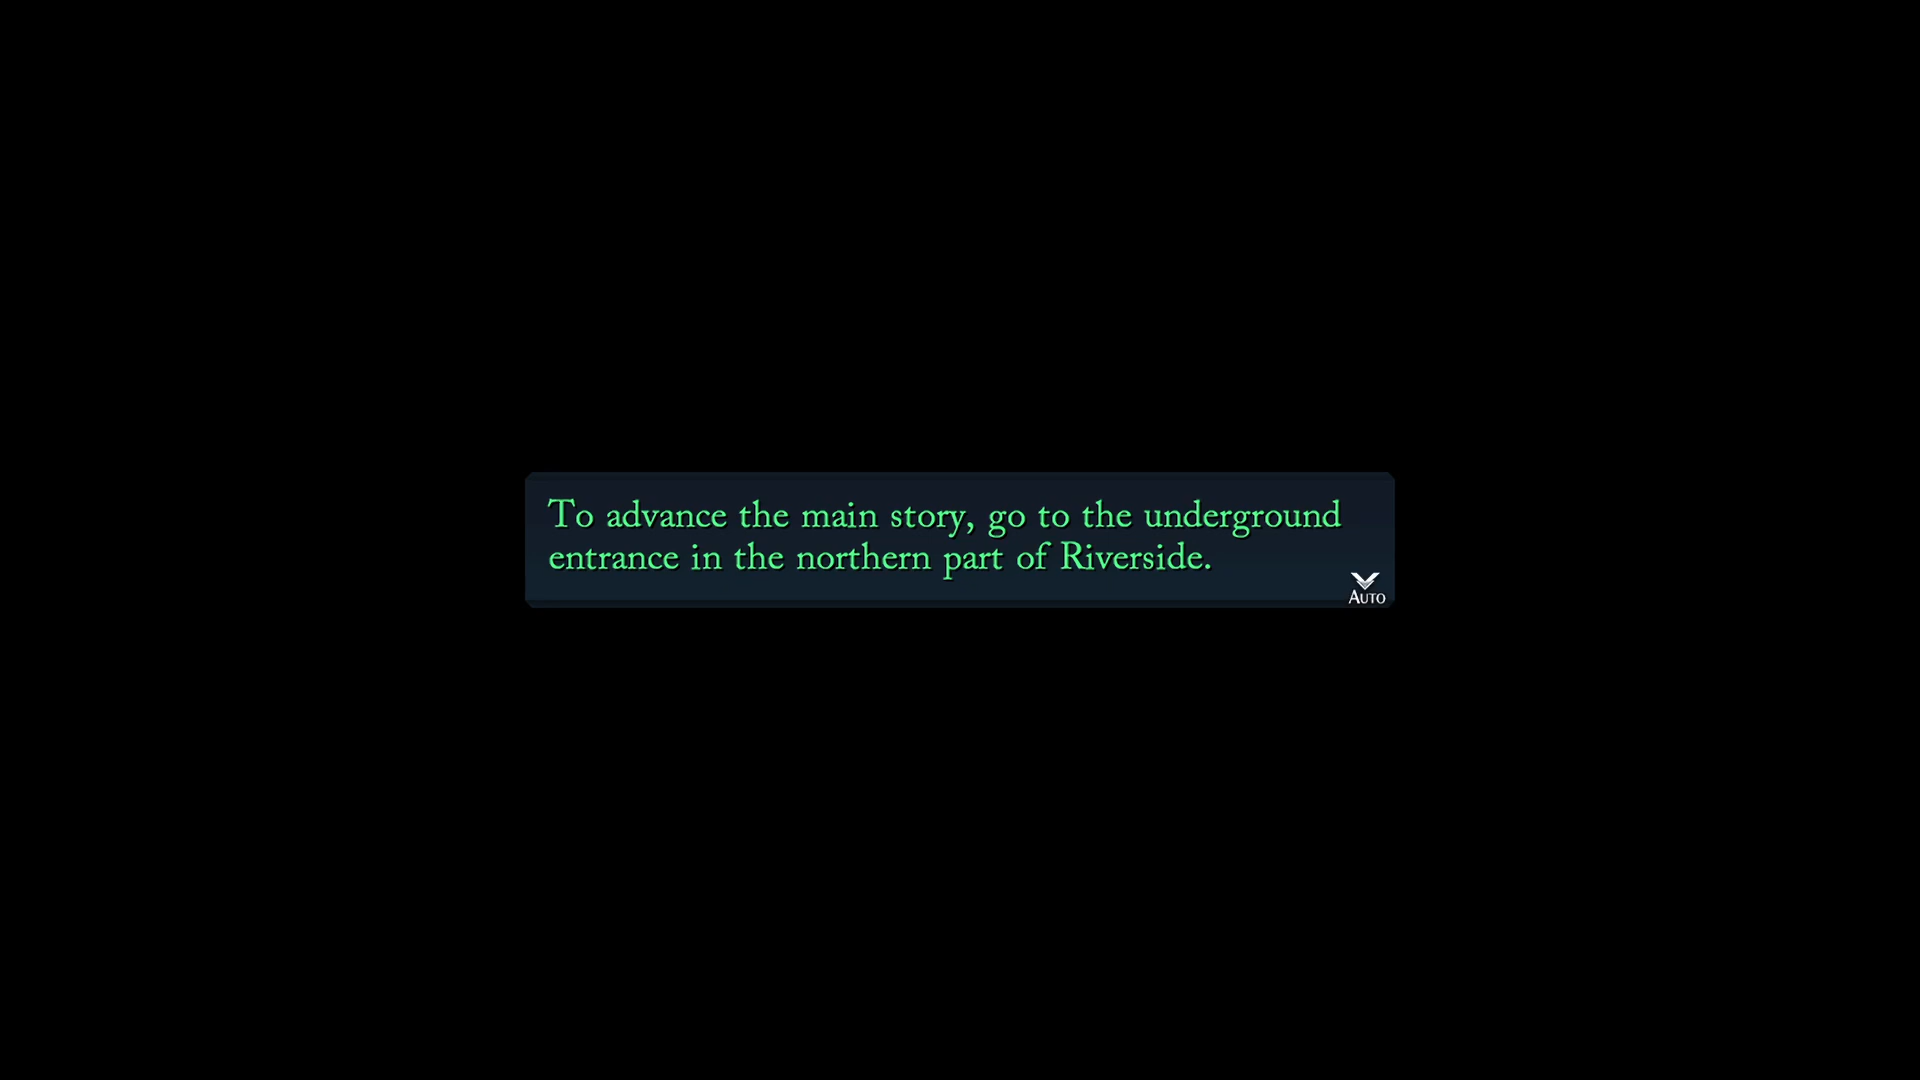 To advance the main story, go to the underground
entrance in the northern part of Riverside.
AUTO